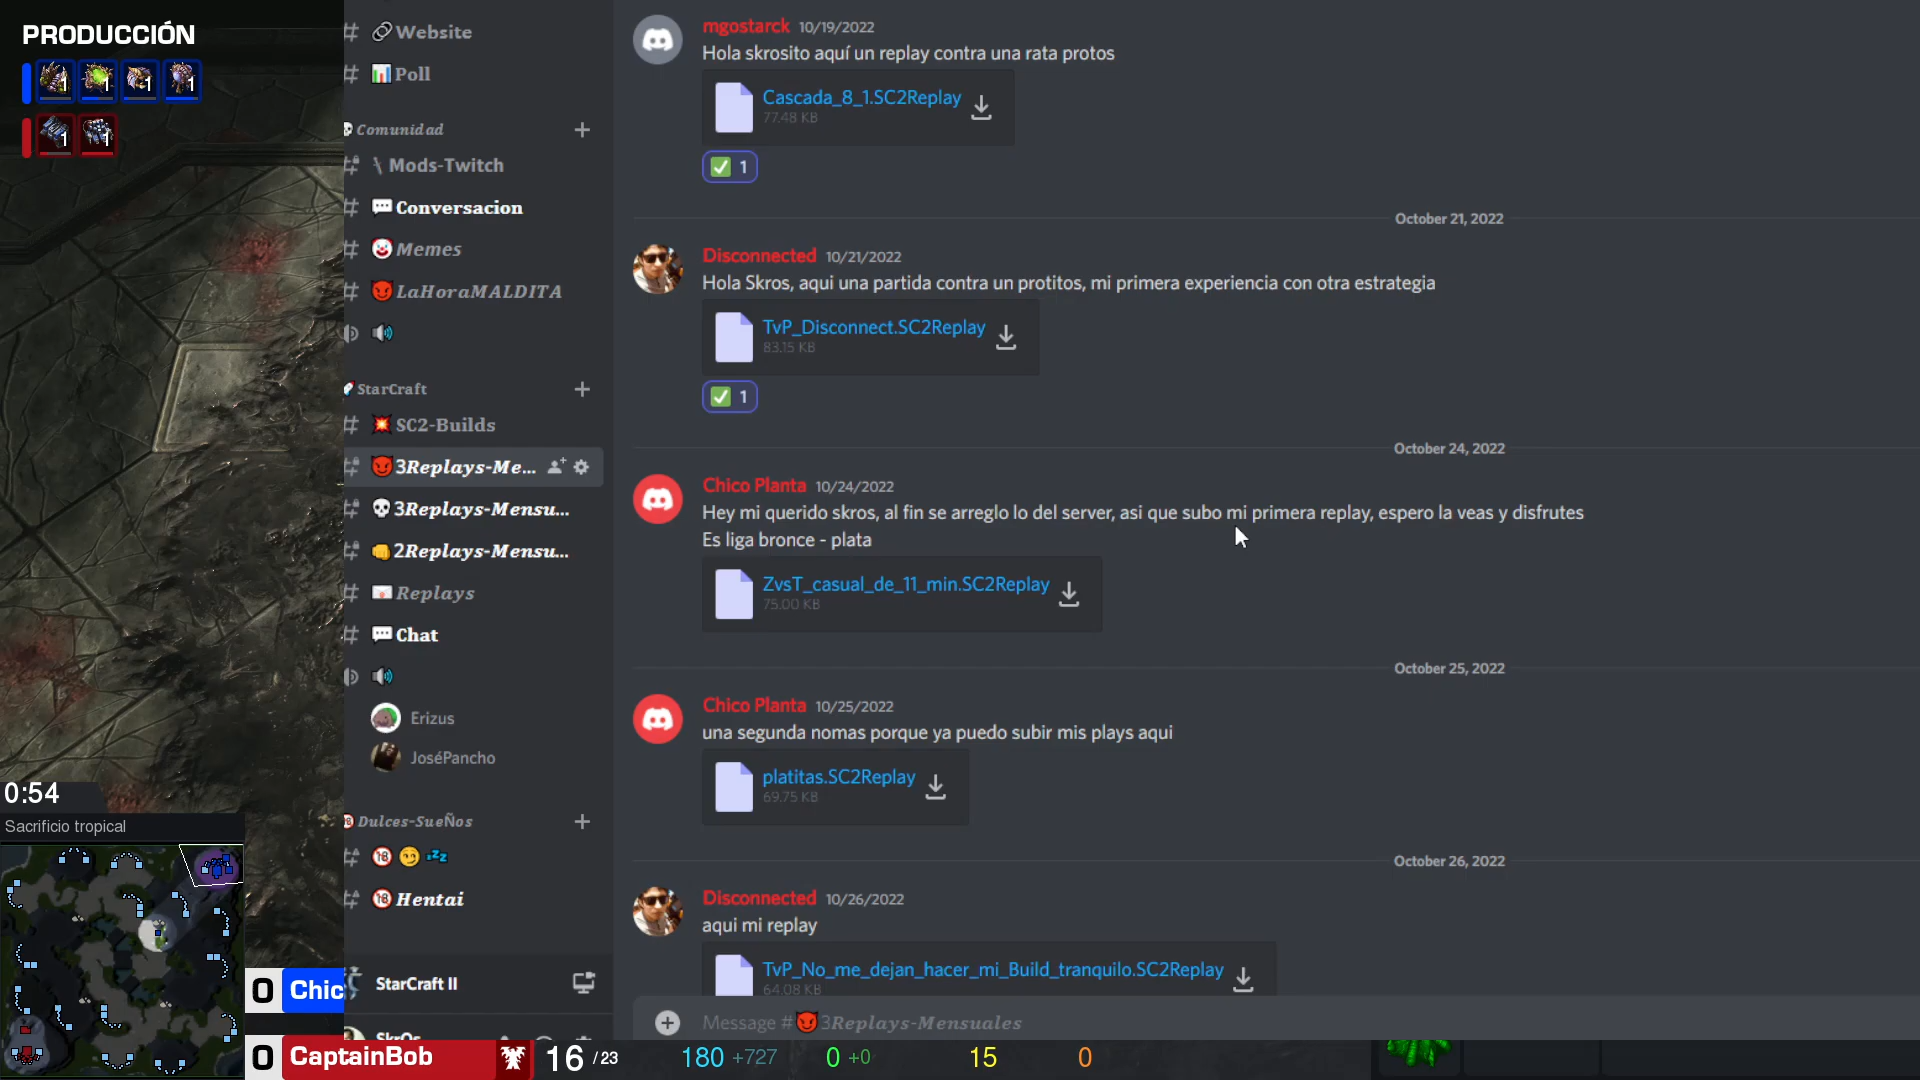 PRODUCCIÓN
1
1
1
1
1
1
0:54
Sacrificio tropical
Website
Poll
Comunidad
Mods-Twitch
Conversacion
Memes
LaHoraMALDITA
StarCraft
SC2-Builds
3Replays-Me...
3Replays-Mensu...
2Replays-Mensu...
Replays
Chat
Erizus
JoséPancho
Dulces-SueÑos
Hentai
StarCraft II
SkrOs
mgostarck 10/19/2022
Hola skrosito aquí un replay contra una rata protos
Cascada_8_1.SC2Replay
77.48 KB
1
October 21, 2022
Disconnected 10/21/2022
Hola Skros, aqui una partida contra un protitos, mi primera experiencia con otra estrategia
TvP_Disconnect.SC2Replay
83.15 KB
1
October 24, 2022
Chico Planta 10/24/2022
Hey mi querido skros, al fin se arreglo lo del server, asi que subo mi primera replay, espero la veas y disfrutes
Es liga bronce - plata
ZvsT_casual_de_11_min.SC2Replay
75.00 KB
October 25, 2022
Chico Planta 10/25/2022
una segunda nomas porque ya puedo subir mis plays aqui
platitas.SC2Replay
69.75 KB
October 26, 2022
Disconnected 10/26/2022
aqui mi replay
TvP_No_me_dejan_hacer_mi_Build_tranquilo.SC2Replay
64.08 KB
Message #3Replays-Mensuales
0 Chic
0 CaptainBob 16 /23 180 +727 0 +0 15 0